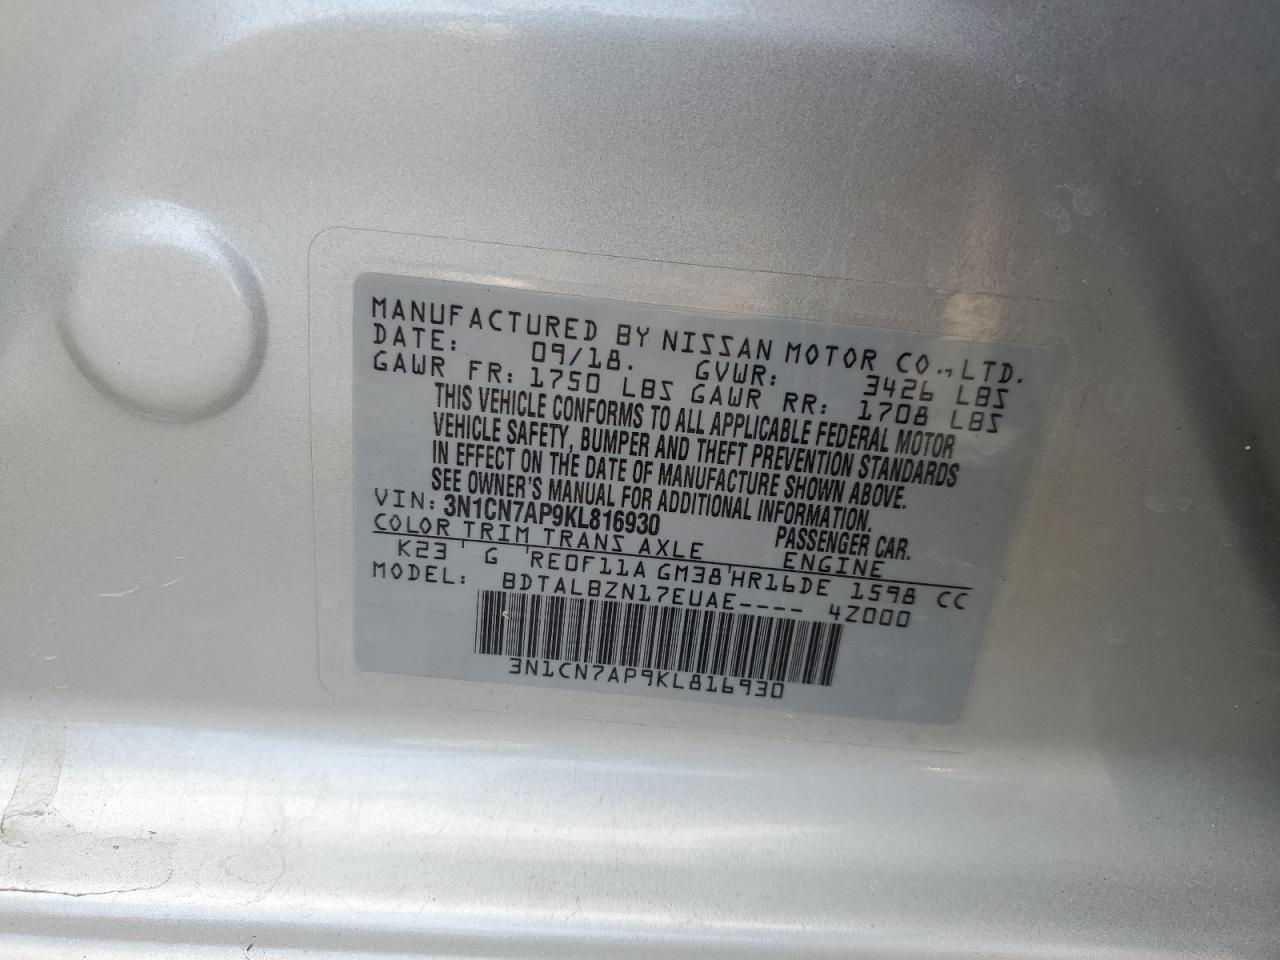 MANUFACTURED BY NISSAN MOTOR CO., LTD.
DATE: 09/18. GVWR: 3426 LBS
GAWR FR: 1750 LBS GAWR RR: 1708 LBS
THIS VEHICLE CONFORMS TO ALL APPLICABLE FEDERAL MOTOR
VEHICLE SAFETY, BUMPER AND THEFT PREVENTION STANDARDS
IN EFFECT ON THE DATE OF MANUFACTURE SHOWN ABOVE.
SEE OWNER'S MANUAL FOR ADDITIONAL INFORMATION.
VIN: 3N1CN7AP9KL816930 PASSENGER CAR.
COLOR TRIM TRANS AXLE ENGINE
K23 ' G 'RE0F11A GM38'HR16DE 1598 CC
MODEL: BDTALBZN17EUAE---- 4Z000
3N1CN7AP9KL816930